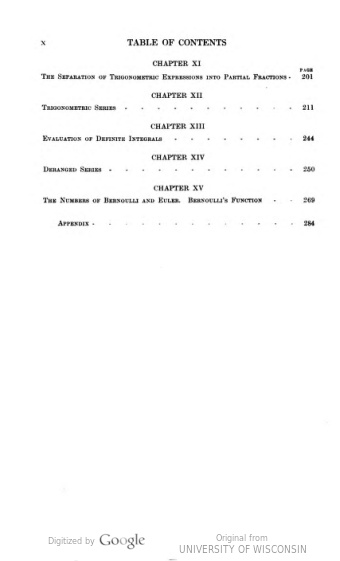 x TABLE OF CONTENTS
CHAPTER XI
PAGE
The Separation of Trigonometric Expressions into Partial Fractions - 201
CHAPTER XII
Trigonometric Series - - - - - - - - - - 211
CHAPTER XIII
Evaluation of Definite Integrals - - - - - - - 244
CHAPTER XIV
Deranged Series - - - - - - - - - - - 250
CHAPTER XV
The Numbers of Bernoulli and Euler. Bernoulli's Function - - 269
Appendix - - - - - - - - - - - - 284
Digitized by Google
Original from
UNIVERSITY OF WISCONSIN